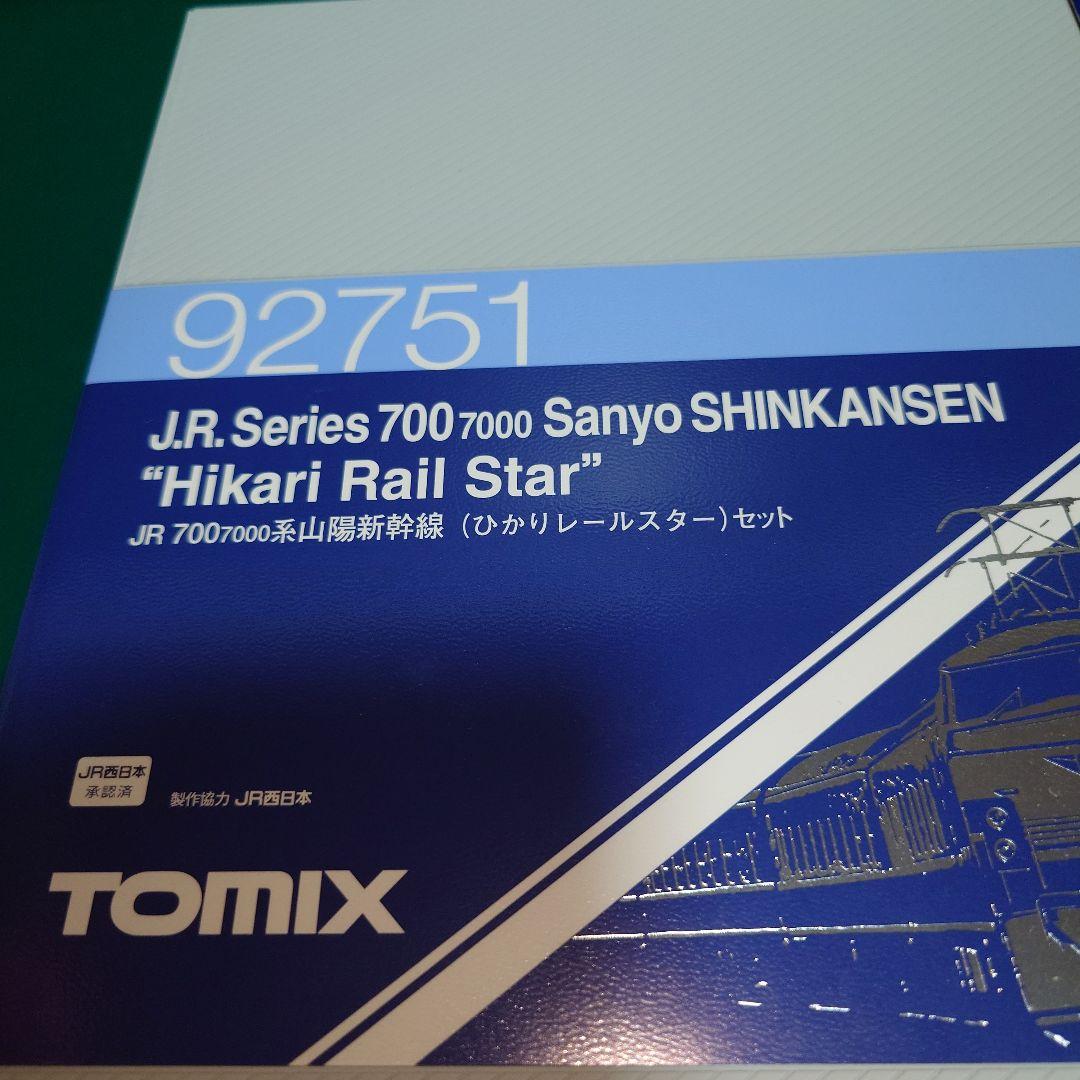 92751
J.R. Series 700 7000 Sanyo SHINKANSEN
“Hikari Rail Star”
JR 7007000系山陽新幹線（ひかりレールスター）セット
JR西日本
承認済
製作協力 JR西日本
TOMIX